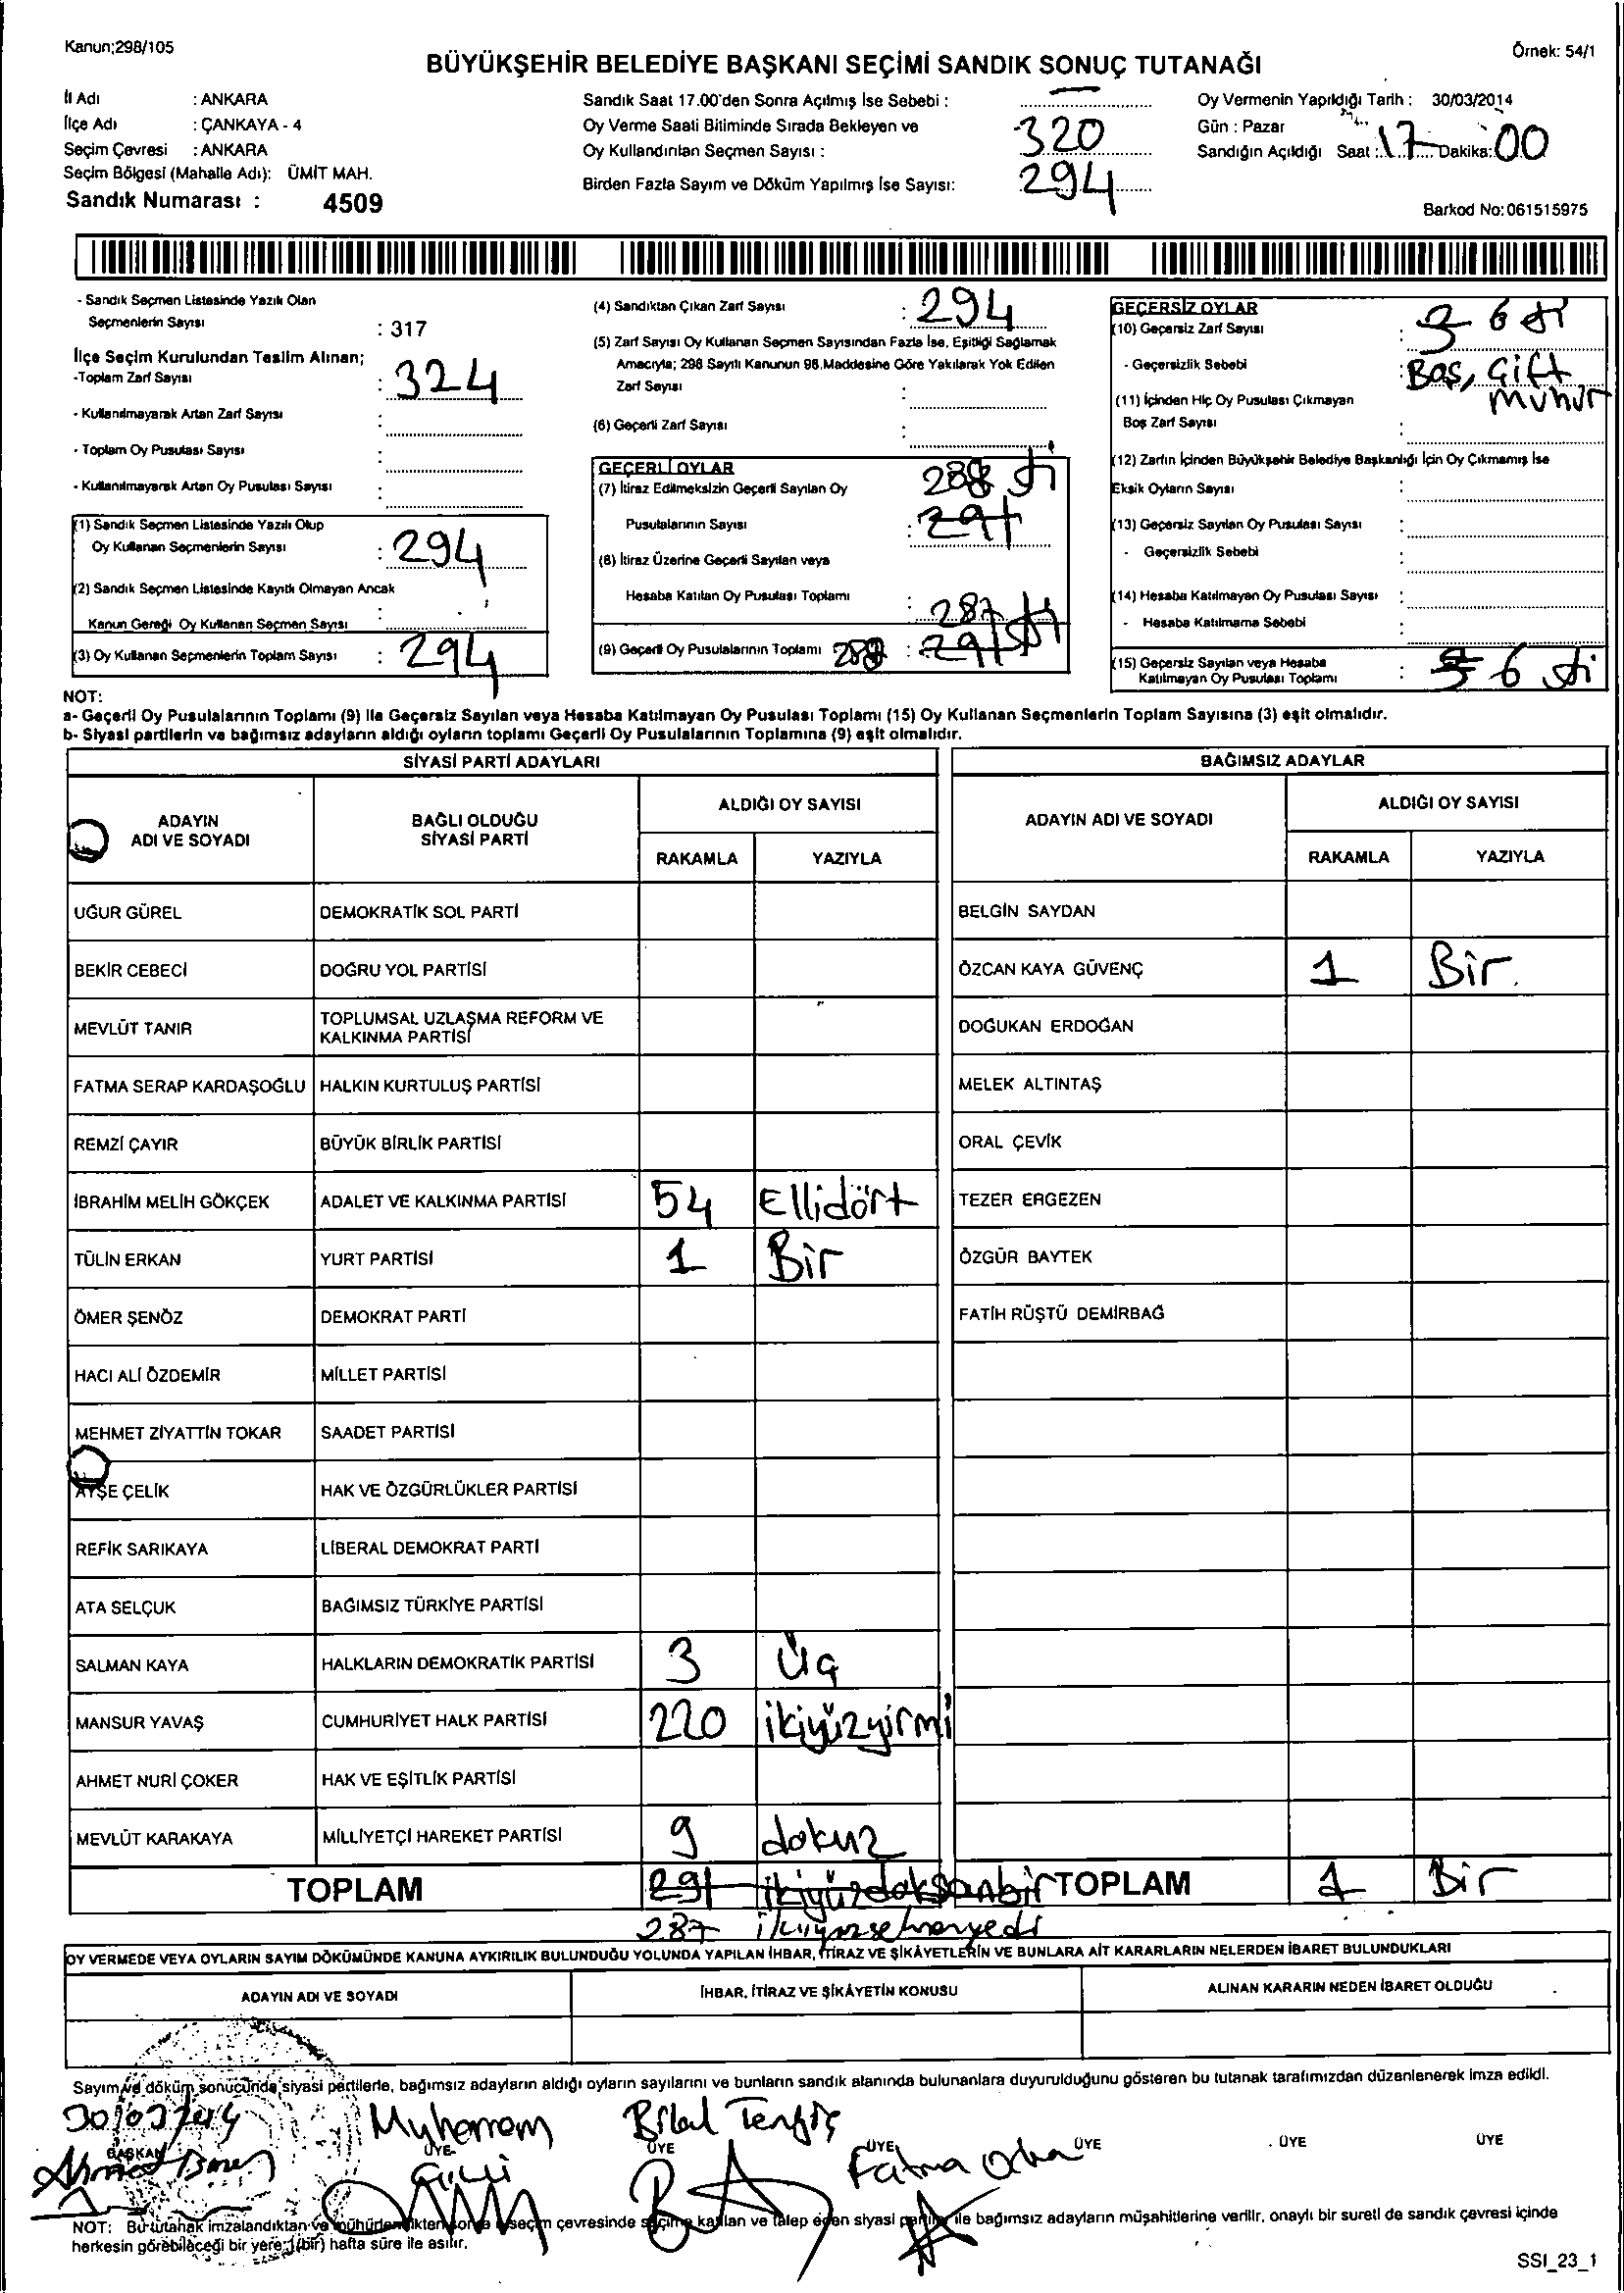 Kanun;298/105
Örnek: 54/1
BÜYÜKŞEHİR BELEDİYE BAŞKANI SEÇİMİ SANDIK SONUÇ TUTANAĞI
İl Adı : ANKARA
İlçe Adı : ÇANKAYA - 4
Seçim Çevresi : ANKARA
Seçim Bölgesi (Mahalle Adı): ÜMİT MAH.
Sandık Numarası : 4509
Sandık Saat 17.00'den Sonra Açılmış İse Sebebi :
Oy Verme Saati Bitiminde Sırada Bekleyen ve
Oy Kullandırılan Seçmen Sayısı : 320
Birden Fazla Sayım ve Döküm Yapılmış İse Sayısı: 294
Oy Vermenin Yapıldığı Tarih : 30/03/2014
Gün : Pazar
Sandığın Açıldığı Saat : 17 Dakika: 00
Barkod No:061515975
- Sandık Seçmen Listesinde Yazılı Olan
Seçmenlerin Sayısı : 317
İlçe Seçim Kurulundan Teslim Alınan;
-Toplam Zarf Sayısı : 324
- Kullanılmayarak Artan Zarf Sayısı :
- Toplam Oy Pusulası Sayısı :
- Kullanılmayarak Artan Oy Pusulası Sayısı :
(1) Sandık Seçmen Listesinde Yazılı Olup
Oy Kullanan Seçmenlerin Sayısı : 294
(2) Sandık Seçmen Listesinde Kayıtlı Olmayan Ancak
Kanun Gereği Oy Kullanan Seçmen Sayısı :
(3) Oy Kullanan Seçmenlerin Toplam Sayısı : 294
(4) Sandıktan Çıkan Zarf Sayısı : 294
(5) Zarf Sayısı Oy Kullanan Seçmen Sayısından Fazla İse, Eşitliği Sağlamak
Amacıyla; 298 Sayılı Kanunun 98.Maddesine Göre Yakılarak Yok Edilen
Zarf Sayısı :
(6) Geçerli Zarf Sayısı :
GEÇERLİ OYLAR
(7) İtiraz Edilmeksizin Geçerli Sayılan Oy 288
Pusulalarının Sayısı : 291
(8) İtiraz Üzerine Geçerli Sayılan veya
Hesaba Katılan Oy Pusulası Toplamı : 287
(9) Geçerli Oy Pusulalarının Toplamı : 291
GEÇERSİZ OYLAR
(10) Geçersiz Zarf Sayısı : 3 6
- Geçersizlik Sebebi : Boş, Çift
mühür
(11) İçinden Hiç Oy Pusulası Çıkmayan
Boş Zarf Sayısı :
(12) Zarfın İçinden Büyükşehir Belediye Başkanlığı İçin Oy Çıkmamış İse
Eksik Oyların Sayısı :
(13) Geçersiz Sayılan Oy Pusulası Sayısı :
- Geçersizlik Sebebi :
(14) Hesaba Katılmayan Oy Pusulası Sayısı :
- Hesaba Katılmama Sebebi :
(15) Geçersiz Sayılan veya Hesaba
Katılmayan Oy Pusulası Toplamı : 3 6
NOT:
a- Geçerli Oy Pusulalarının Toplamı (9) ile Geçersiz Sayılan veya Hesaba Katılmayan Oy Pusulası Toplamı (15) Oy Kullanan Seçmenlerin Toplam Sayısına (3) eşit olmalıdır.
b- Siyasi partilerin ve bağımsız adayların aldığı oyların toplamı Geçerli Oy Pusulalarının Toplamına (9) eşit olmalıdır.
SİYASİ PARTİ ADAYLARI
BAĞIMSIZ ADAYLAR
ADAYIN ADI VE SOYADI
BAĞLI OLDUĞU SİYASİ PARTİ
ALDIĞI OY SAYISI
RAKAMLA YAZIYLA
ADAYIN ADI VE SOYADI
ALDIĞI OY SAYISI
RAKAMLA YAZIYLA
UĞUR GÜREL DEMOKRATİK SOL PARTİ BELGİN SAYDAN
BEKİR CEBECİ DOĞRU YOL PARTİSİ ÖZCAN KAYA GÜVENÇ 1 Bir
MEVLÜT TANIR TOPLUMSAL UZLAŞMA REFORM VE KALKINMA PARTİSİ DOĞUKAN ERDOĞAN
FATMA SERAP KARDAŞOĞLU HALKIN KURTULUŞ PARTİSİ MELEK ALTINTAŞ
REMZİ ÇAYIR BÜYÜK BİRLİK PARTİSİ ORAL ÇEVİK
İBRAHİM MELİH GÖKÇEK ADALET VE KALKINMA PARTİSİ 54 Ellidört TEZER ERGEZEN
TÜLİN ERKAN YURT PARTİSİ 1 Bir ÖZGÜR BAYTEK
ÖMER ŞENÖZ DEMOKRAT PARTİ FATİH RÜŞTÜ DEMİRBAĞ
HACI ALİ ÖZDEMİR MİLLET PARTİSİ
MEHMET ZİYATTİN TOKAR SAADET PARTİSİ
AYŞE ÇELİK HAK VE ÖZGÜRLÜKLER PARTİSİ
REFİK SARIKAYA LİBERAL DEMOKRAT PARTİ
ATA SELÇUK BAĞIMSIZ TÜRKİYE PARTİSİ
SALMAN KAYA HALKLARIN DEMOKRATİK PARTİSİ 3 Üç
MANSUR YAVAŞ CUMHURİYET HALK PARTİSİ 220 ikiyüzyirmi
AHMET NURİ ÇOKER HAK VE EŞİTLİK PARTİSİ
MEVLÜT KARAKAYA MİLLİYETÇİ HAREKET PARTİSİ 9 dokuz
TOPLAM 291 ikiyüzdoksanbir TOPLAM 1 Bir
287 ikiyüzseksenyedi
OY VERMEDE VEYA OYLARIN SAYIM DÖKÜMÜNDE KANUNA AYKIRILIK BULUNDUĞU YOLUNDA YAPILAN İHBAR, İTİRAZ VE ŞİKÂYETLERİN VE BUNLARA AİT KARARLARIN NELERDEN İBARET BULUNDUKLARI
ADAYIN ADI VE SOYADI İHBAR, İTİRAZ VE ŞİKÂYETİN KONUSU ALINAN KARARIN NEDEN İBARET OLDUĞU
Sayım ve döküm sonucunda siyasi partilerle, bağımsız adayların aldığı oyların sayılarını ve bunların sandık alanında bulunanlara duyurulduğunu gösteren bu tutanak tarafımızdan düzenlenerek imza edildi.
Muharrem Bilal Tengiç
BAŞKAN ÜYE ÜYE ÜYE ÜYE ÜYE ÜYE
Ahmet Fatma
NOT: Bu tutanak imzalandıktan ve mühürlendikten sonra seçim çevresinde seçime katılan ve talep eden siyasi partiler ile bağımsız adayların müşahitlerine verilir, onaylı bir sureti de sandık çevresi içinde
herkesin görebileceği bir yere 1(bir) hafta süre ile asılır.
SSI_23_1